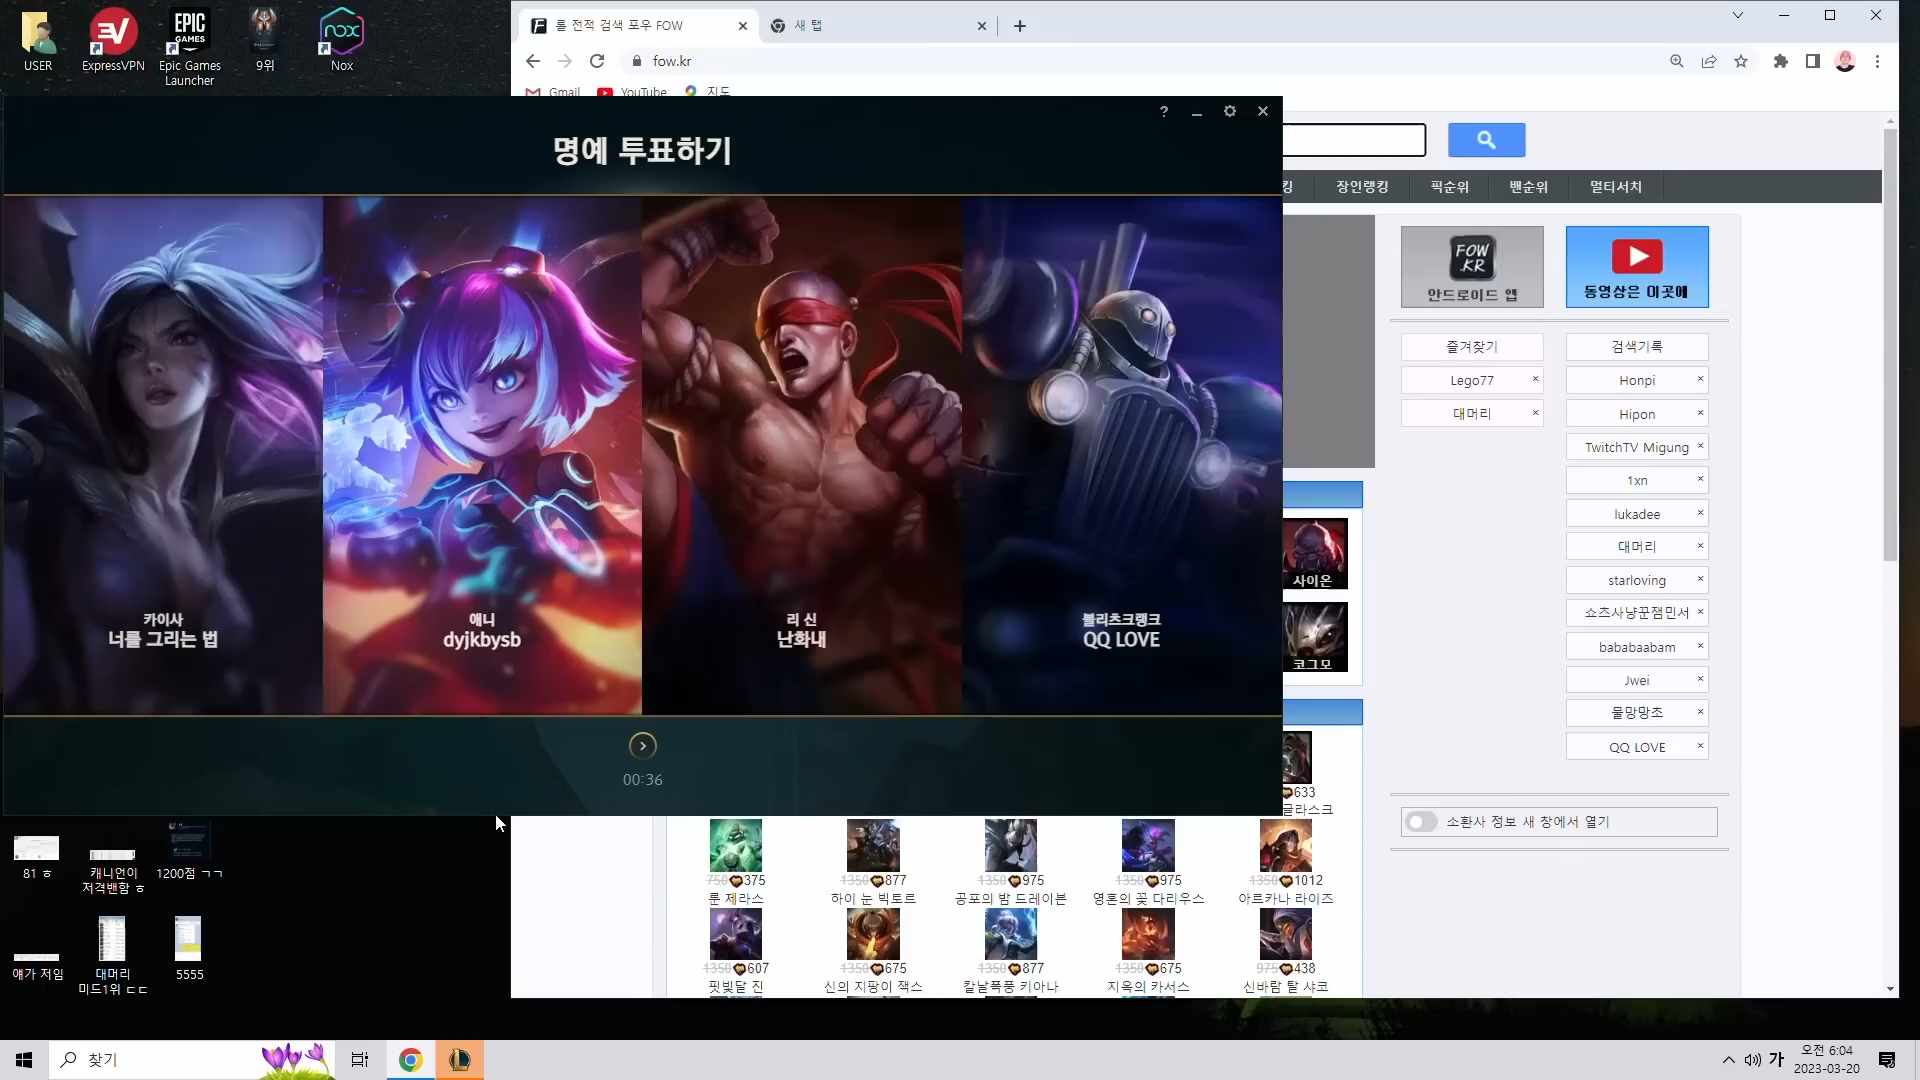 USER
ExpressVPN
Epic Games
Launcher
EPIC
GAMES
9위
nox
Nox
롤 전적 검색 포우 FOW
새 탭
fow.kr
Gmail
YouTube
지도
명예 투표하기
카이사
너를 그리는 법
애니
dyjkbysb
리 신
난화내
블리츠크랭크
QQ LOVE
00:36
킹
장인랭킹
픽순위
밴순위
멀티서치
FOW
.KR
안드로이드 앱
동영상은 이곳에
즐겨찾기
Lego77
대머리
검색기록
Honpi
Hipon
TwitchTV Migung
1xn
lukadee
대머리
starloving
쇼츠사냥꾼잼민서
bababaabam
Jwei
물망망초
QQ LOVE
소환사 정보 새 창에서 열기
사이온
코그모
633
글라스크
750 375
룬 제라스
1350 877
하이 눈 빅토르
1350 975
공포의 밤 드레이븐
1350 975
영혼의 꽃 다리우스
1350 1012
아르카나 라이즈
1350 607
핏빛달 진
1350 675
신의 지팡이 잭스
1350 877
칼날폭풍 키아나
1350 675
지옥의 카서스
975 438
신바람 탈 샤코
81 ㅎ
캐니언이
저격밴함 ㅎ
1200점 ㄱㄱ
얘가 저임
대머리
미드1위 ㄷㄷ
5555
찾기
가
오전 6:04
2023-03-20